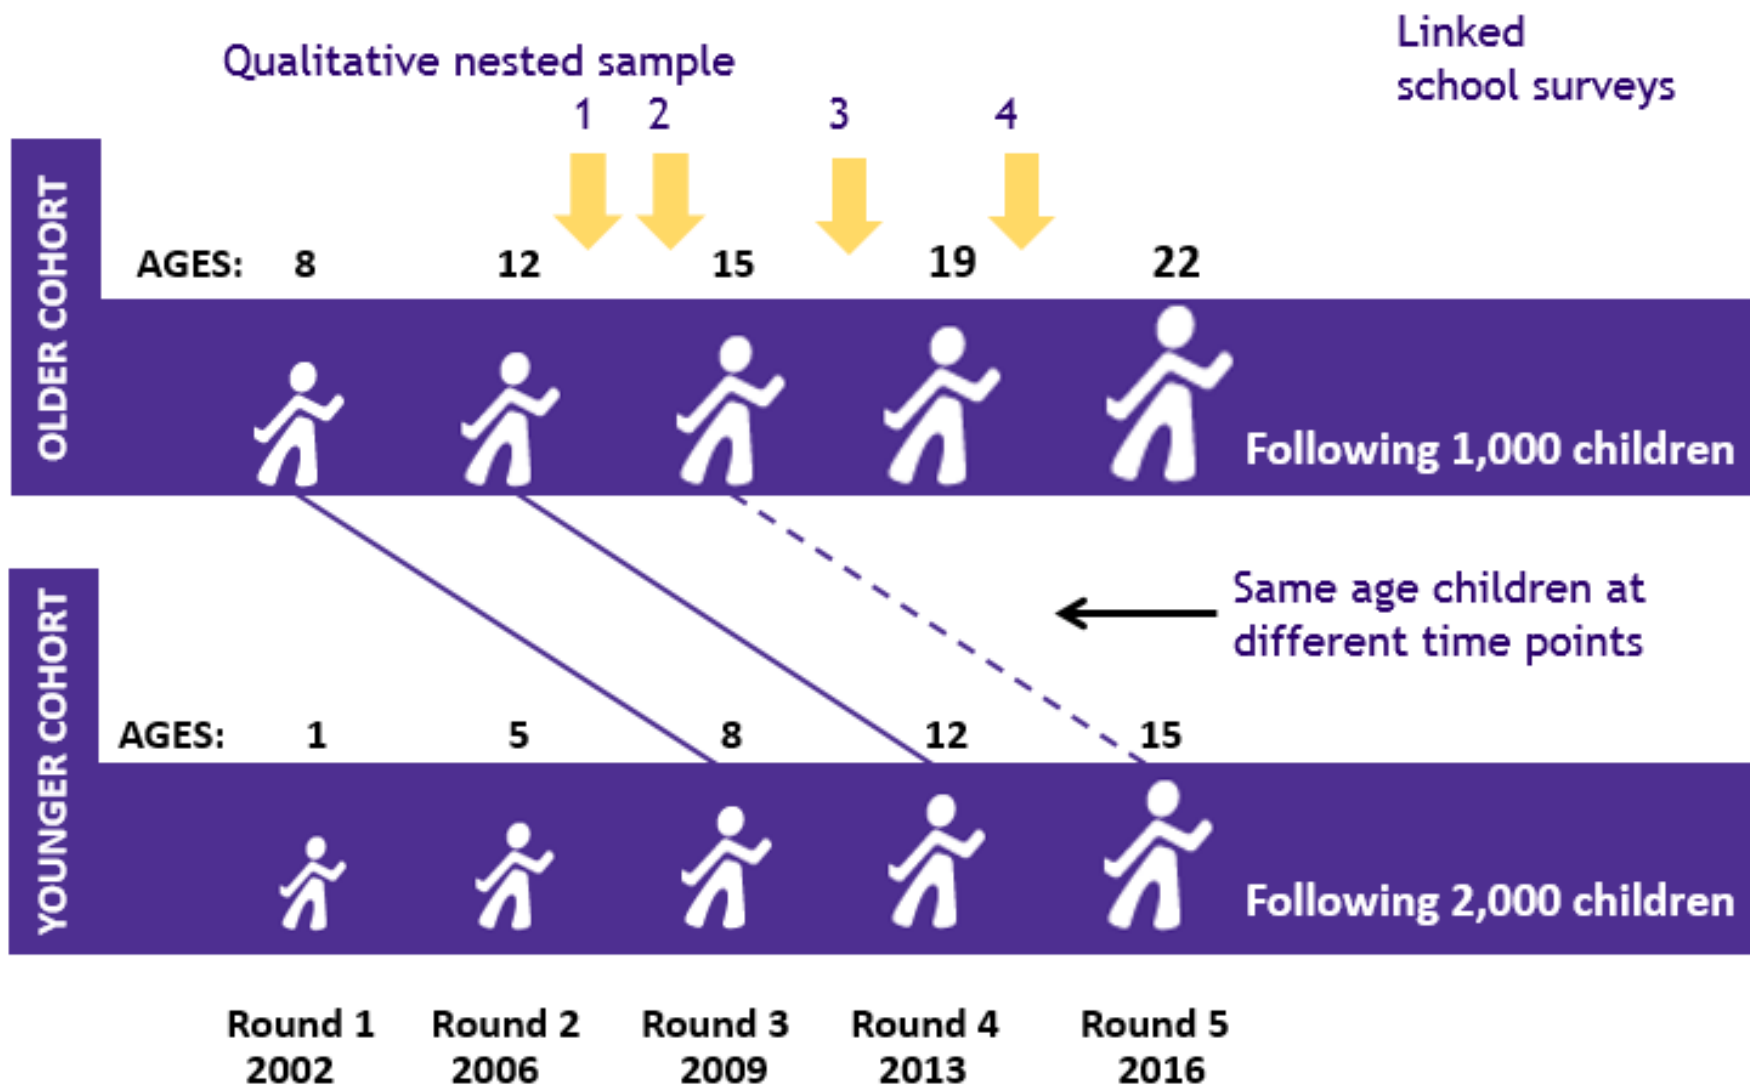 Qualitative nested sample
1 2 3 4
Linked
school surveys
OLDER COHORT
AGES: 8 12 15 19 22
Following 1,000 children
Same age children at
different time points
YOUNGER COHORT
AGES: 1 5 8 12 15
Following 2,000 children
Round 1 Round 2 Round 3 Round 4 Round 5
2002 2006 2009 2013 2016